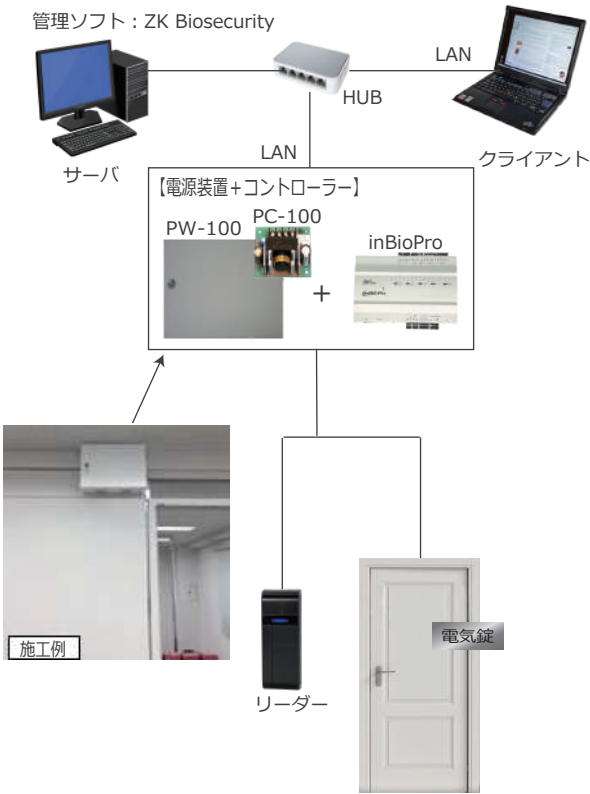 管理ソフト：ZK Biosecurity
LAN
HUB
サーバ
クライアント
LAN
【電源装置+コントローラー】
PW-100
PC-100
inBioPro
+
施工例
リーダー
電気錠